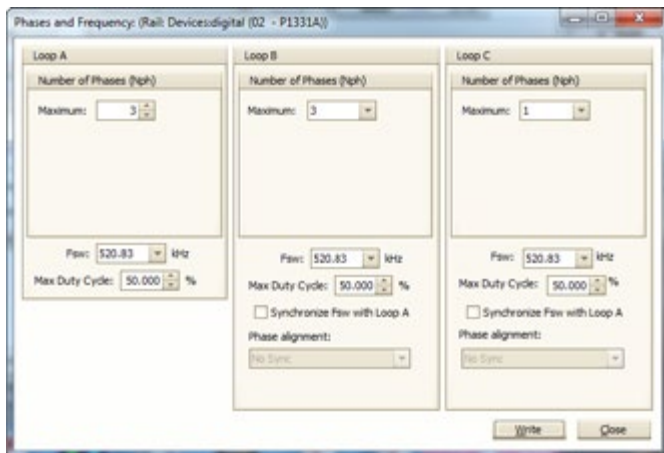 Phases and Frequency: (Rail: Devices:digital (02 - P1331A))
Loop A
Number of Phases (Nph)
Maximum: 3
Fsw: 520.83 kHz
Max Duty Cycle: 50.000 %
Loop B
Number of Phases (Nph)
Maximum: 3
Fsw: 520.83 kHz
Max Duty Cycle: 50.000 %
Synchronize Fsw with Loop A
Phase alignment:
No Sync
Loop C
Number of Phases (Nph)
Maximum: 1
Fsw: 520.83 kHz
Max Duty Cycle: 50.000 %
Synchronize Fsw with Loop A
Phase alignment:
No Sync
Write Close